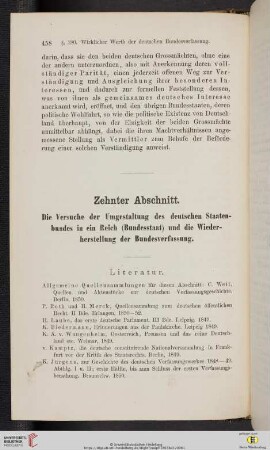 458 § 190. Wirklicher Werth der deutschen Bundesverfassung.
darin, dass sie den beiden deutschen Grossmächten, ohne eine
der andern unterzuordnen, also mit Anerkennung deren voll-
ständiger Parität, einen jederzeit offenen Weg zur Ver-
ständigung und Ausgleichung ihrer besonderen In-
teressen, und dadurch zur formellen Feststellung dessen,
was von ihnen als gemeinsames deutsches Interesse
anerkannt wird, eröffnet, und den übrigen Bundesstaaten, deren
politische Wohlfahrt, so wie die politische Existenz von Deutsch-
land überhaupt, von der Einigkeit der beiden Grossmächte
unmittelbar abhängt, dabei die ihren Machtverhältnissen ange-
messene Stellung als Vermittler zum Behufe der Beförde-
rung einer solchen Verständigung anweist.
Zehnter Abschnitt.
Die Versuche der Umgestaltung des deutschen Staaten-
bundes in ein Reich (Bundesstaat) und die Wieder-
herstellung der Bundesverfassung.
Literatur.
Allgemeine Quellensammlungen für diesen Abschnitt: C. Weil,
Quellen und Aktenstücke zur deutschen Verfassungsgeschichte.
Berlin, 1850.
P. Roth und H. Merck, Quellensammlung zum deutschen öffentlichen
Recht. II Bde. Erlangen, 1850–52.
H. Laube, das erste deutsche Parlament. III Bde. Leipzig, 1849.
K. Biedermann, Erinnerungen aus der Paulskirche. Leipzig, 1849.
K. A. v. Wangenheim, Oesterreich, Preussen und das reine Deutsch-
land etc. Weimar, 1849.
v. Kamptz, die deutsche constituirende Nationalversammlung in Frank-
furt vor der Kritik des Staatsrechts. Berlin, 1849.
K. Jürgens, zur Geschichte des deutschen Verfassungswerkes 1848–49.
Abthlg. I u. II; erste Hälfte, bis zum Schluss der ersten Verfassungs-
berathung. Braunschw. 1850.